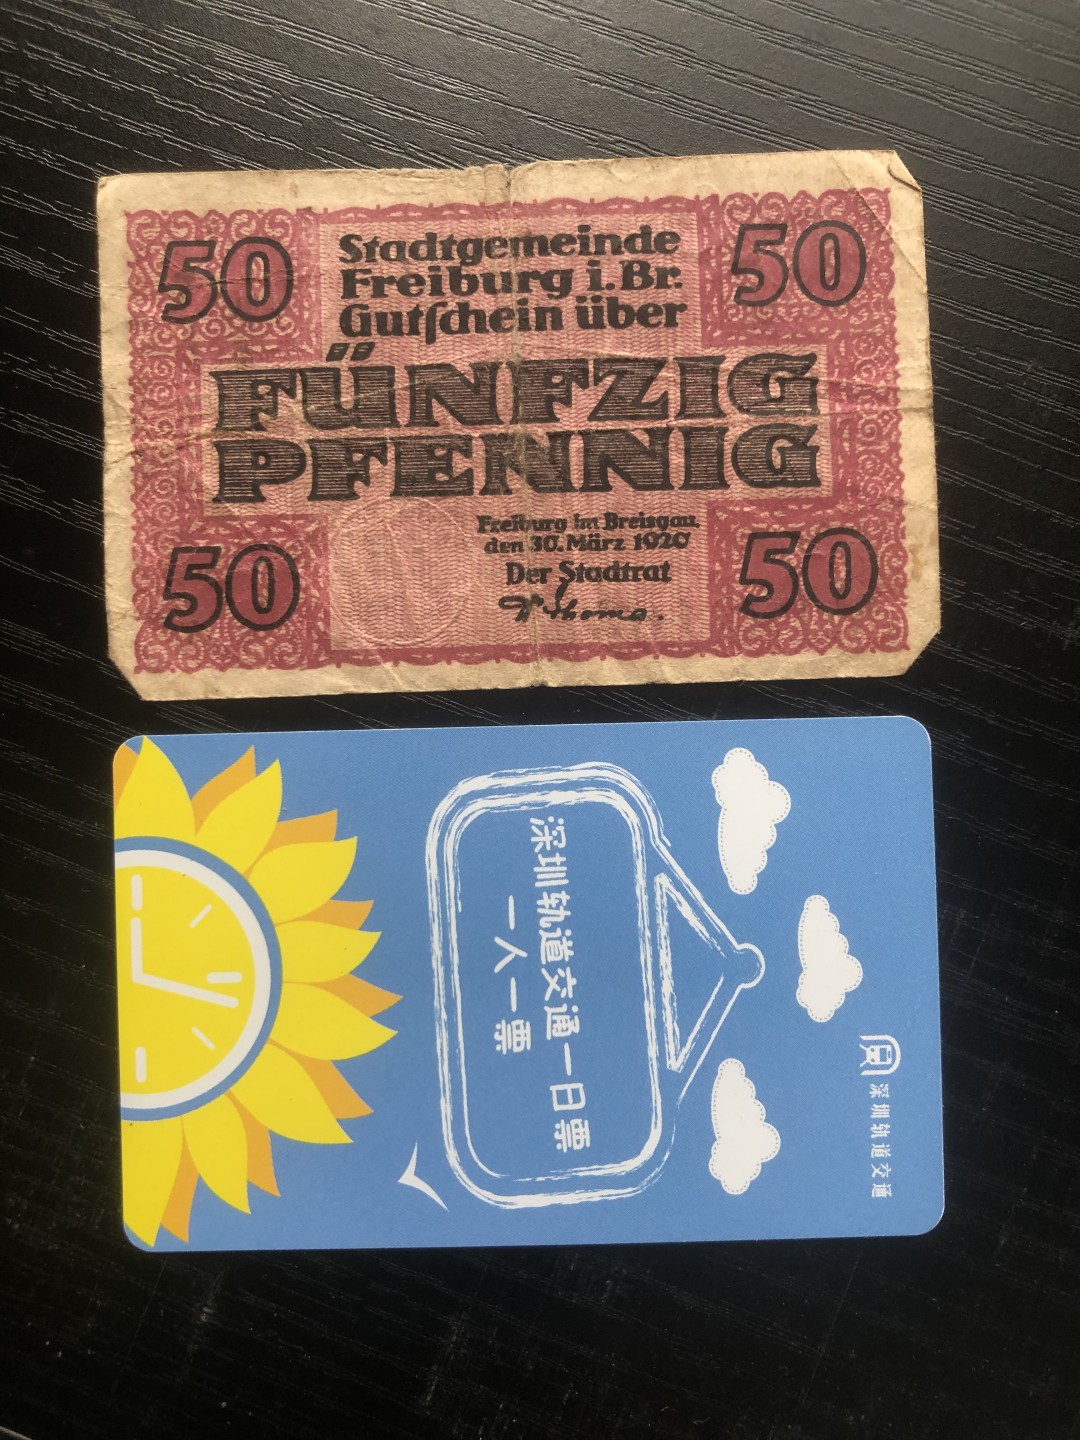 50
50
Stadtgemeinde
Freiburg i. Br.
Gutſchein über
FÜNFZIG
PFENNIG
Freiburg im Breisgau,
den 30. März 1920
Der Stadtrat
50
50
深圳轨道交通
深圳轨道交通一日票
一人一票